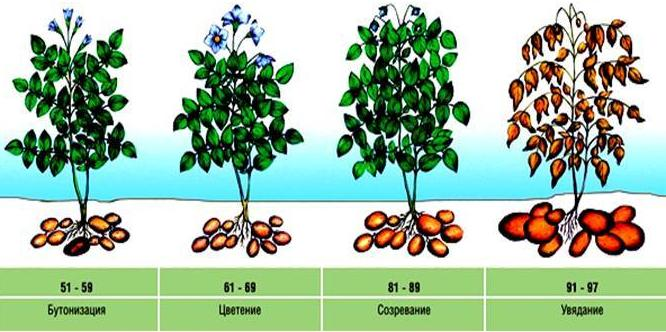 51 - 59 61 - 69 81 - 89 91 - 97
Бутонизация Цветение Созревание Увядание